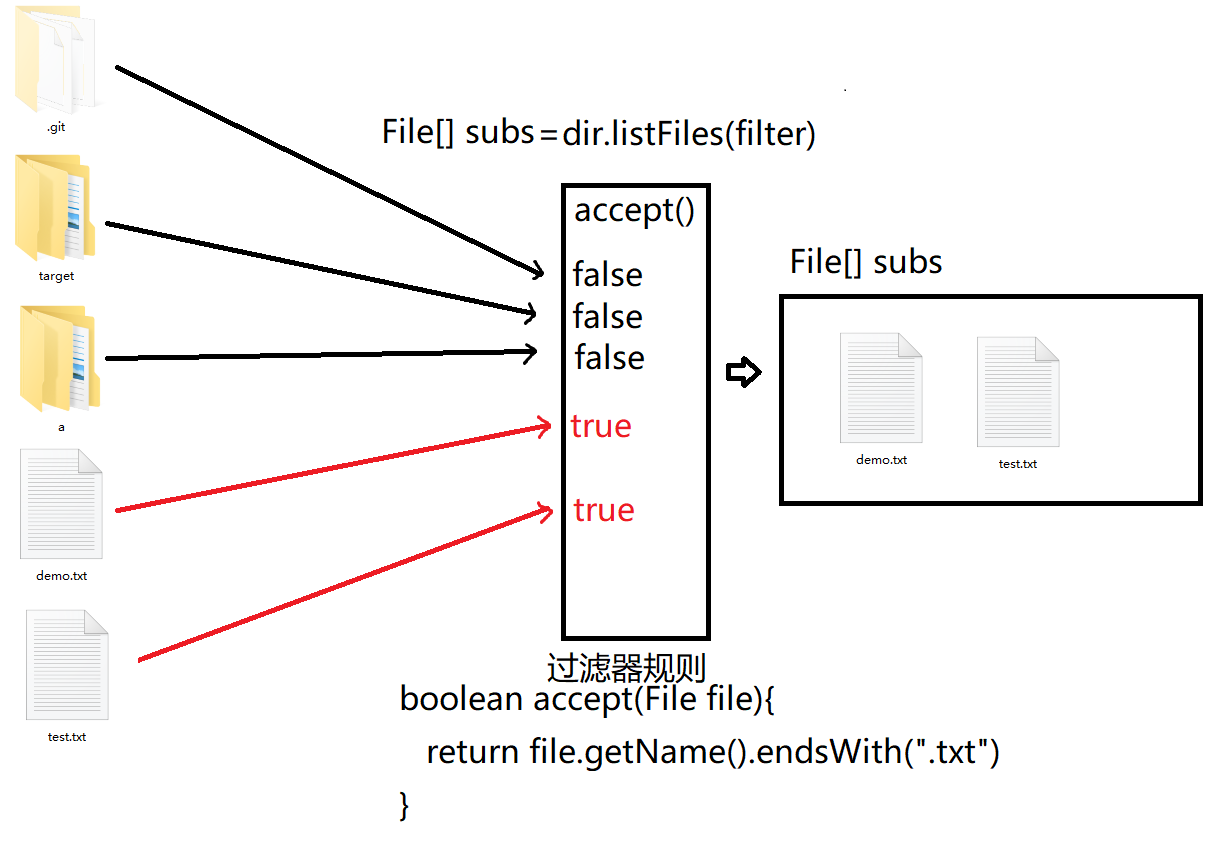 .git
File[] subs=dir.listFiles(filter)
accept()
target
File[] subs
false
false
false
a
true
demo.txt
test.txt
true
demo.txt
过滤器规则
boolean accept(File file){
test.txt
return file.getName().endsWith(".txt")
}